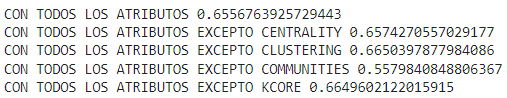 CON TODOS LOS ATRIBUTOS 0.6556763925729443
CON TODOS LOS ATRIBUTOS EXCEPTO CENTRALITY 0.6574270557029177
CON TODOS LOS ATRIBUTOS EXCEPTO CLUSTERING 0.6650397877984086
CON TODOS LOS ATRIBUTOS EXCEPTO COMMUNITIES 0.5579840848806367
CON TODOS LOS ATRIBUTOS EXCEPTO KCORE 0.6649602122015915